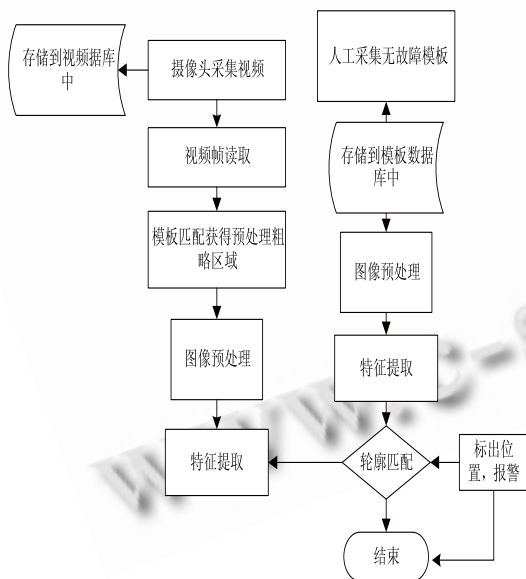 存储到视频据库
中
摄像头采集视频
人工采集无故障模板
视频帧读取
存储到模板数据
库中
模板匹配获得预处理粗
略区域
图像预处理
图像预处理
特征提取
特征提取
轮廓匹配
标出位
置，报警
结束
www.c-s